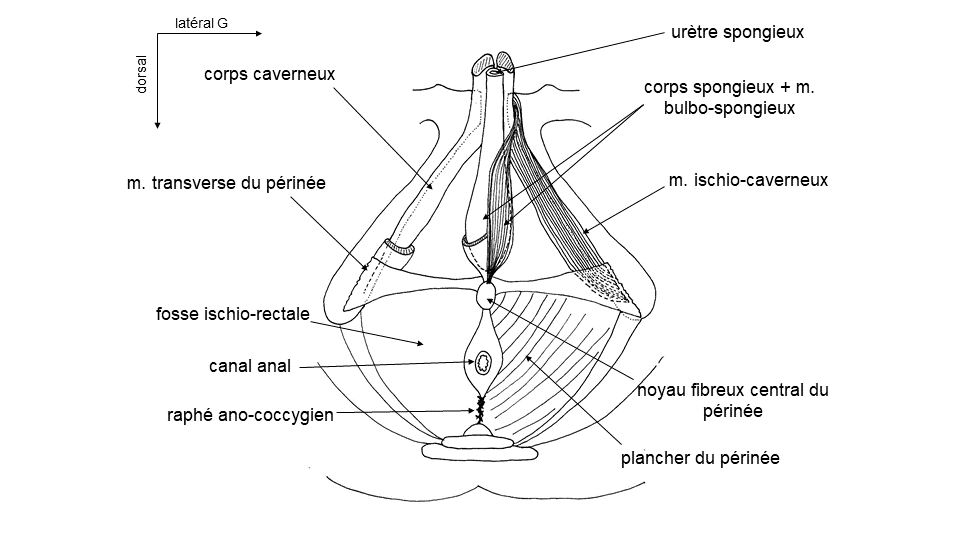 latéral G
dorsal
urètre spongieux
corps caverneux
corps spongieux + m.
bulbo-spongieux
m. transverse du périnée
m. ischio-caverneux
fosse ischio-rectale
canal anal
noyau fibreux central du
périnée
raphé ano-coccygien
plancher du périnée